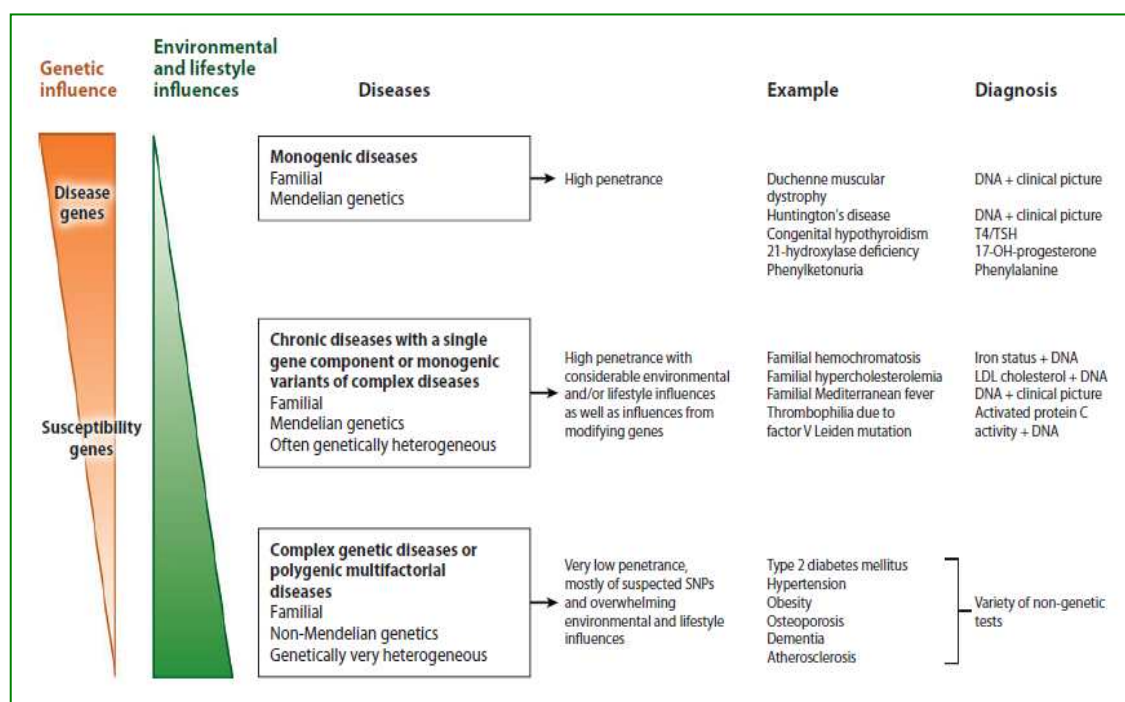 Genetic
influence
Environmental
and lifestyle
influences
Diseases
Example
Diagnosis
Disease
genes
Susceptibility
genes
Monogenic diseases
Familial
Mendelian genetics
High penetrance
Duchenne muscular
dystrophy
Huntington's disease
Congenital hypothyroidism
21-hydroxylase deficiency
Phenylketonuria
DNA + clinical picture
DNA + clinical picture
T4/TSH
17-OH-progesterone
Phenylalanine
Chronic diseases with a single
gene component or monogenic
variants of complex diseases
Familial
Mendelian genetics
Often genetically heterogeneous
High penetrance with
considerable environmental
and/or lifestyle influences
as well as influences from
modifying genes
Familial hemochromatosis
Familial hypercholesterolemia
Familial Mediterranean fever
Thrombophilia due to
factor V Leiden mutation
Iron status + DNA
LDL cholesterol + DNA
DNA + clinical picture
Activated protein C
activity + DNA
Complex genetic diseases or
polygenic multifactorial
diseases
Familial
Non-Mendelian genetics
Genetically very heterogeneous
Very low penetrance,
mostly of suspected SNPs
and overwhelming
environmental and lifestyle
influences
Type 2 diabetes mellitus
Hypertension
Obesity
Osteoporosis
Dementia
Atherosclerosis
Variety of non-genetic
tests